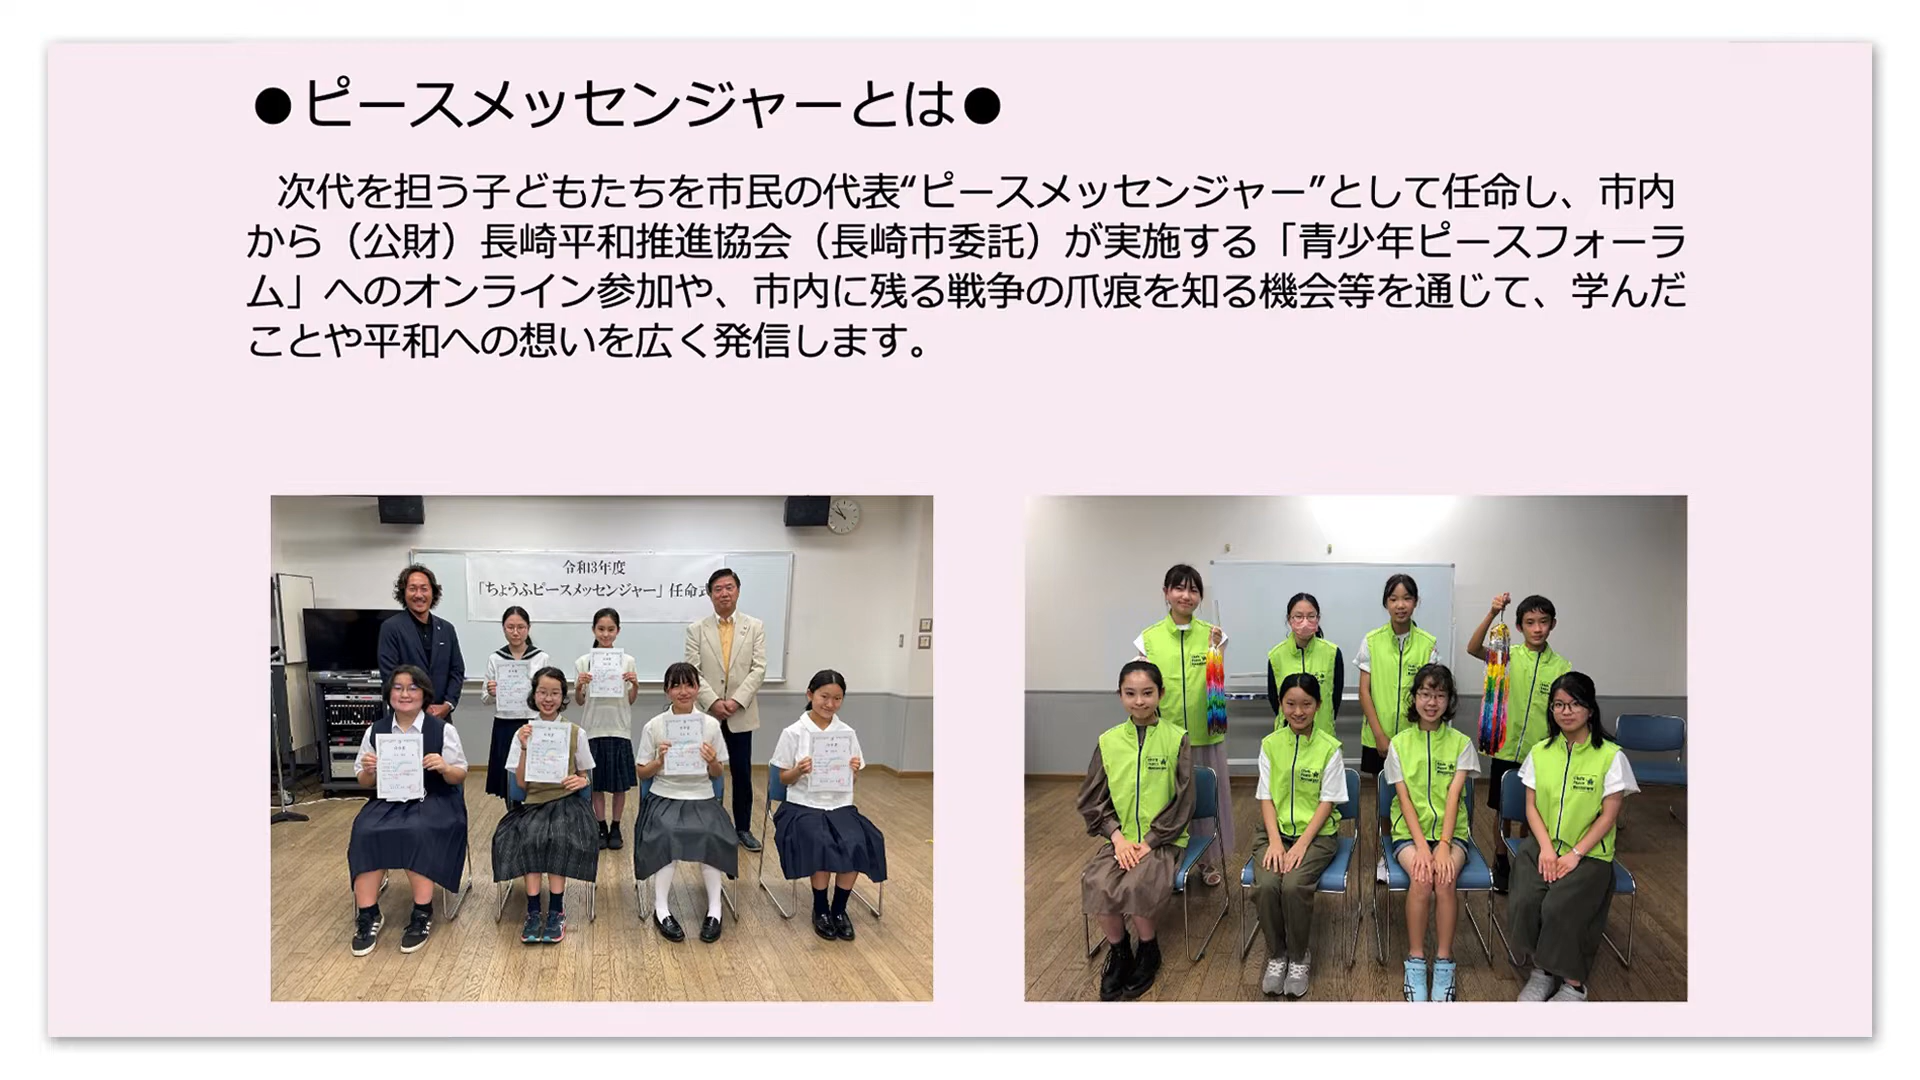 ●ピースメッセンジャーとは●
次代を担う子どもたちを市民の代表“ピースメッセンジャー”として任命し、市内
から（公財）長崎平和推進協会（長崎市委託）が実施する「青少年ピースフォーラ
ム」へのオンライン参加や、市内に残る戦争の爪痕を知る機会等を通じて、学んだ
ことや平和への想いを広く発信します。
令和3年度
「ちょうふピースメッセンジャー」任命式